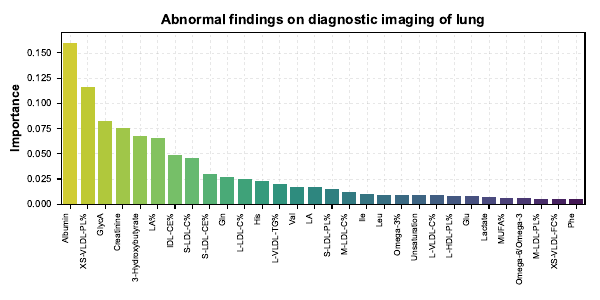 Abnormal findings on diagnostic imaging of lung
Importance
0.150
0.125
0.100
0.075
0.050
0.025
0.000
Albumin
XS-VLDL-PL%
GlycA
Creatinine
3-Hydroxybutyrate
LA%
IDL-CE%
S-LDL-C%
S-LDL-CE%
Gln
L-LDL-C%
His
L-VLDL-TG%
Val
LA
S-LDL-PL%
M-LDL-C%
Ile
Leu
Omega-3%
Unsaturation
L-VLDL-C%
L-HDL-PL%
Glu
Lactate
MUFA%
Omega-6/Omega-3
M-LDL-PL%
XS-VLDL-FC%
Phe